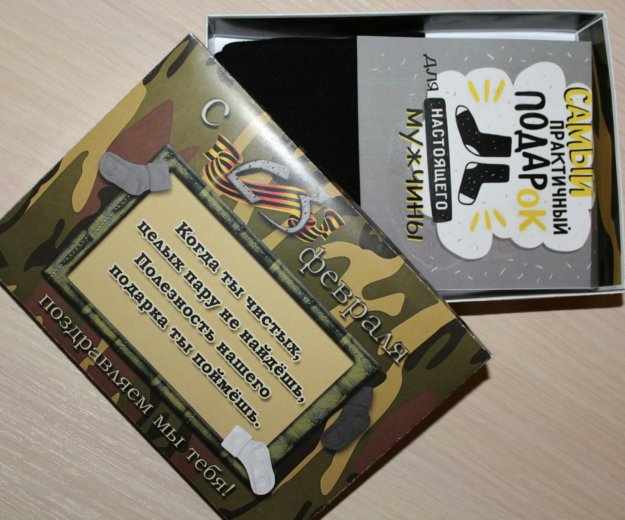 С 23
февраля
Когда ты чистых,
целых пару не найдёшь,
Полезность нашего
подарка ты поймёшь.
поздравляем мы тебя!
САМЫЙ
ПРАКТИЧНЫЙ
ПОДАРОК
ДЛЯ
НАСТОЯЩЕГО
МУЖЧИНЫ